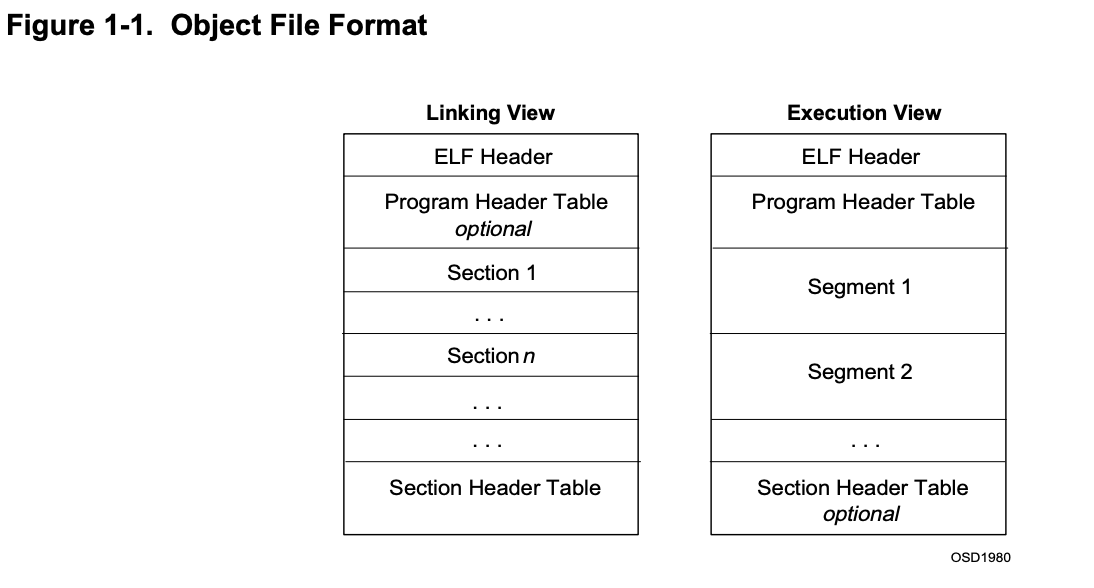 Figure 1-1. Object File Format
Linking View
ELF Header
Program Header Table
optional
Section 1
. . .
Section n
. . .
. . .
Section Header Table
Execution View
ELF Header
Program Header Table
Segment 1
Segment 2
. . .
Section Header Table
optional
OSD1980